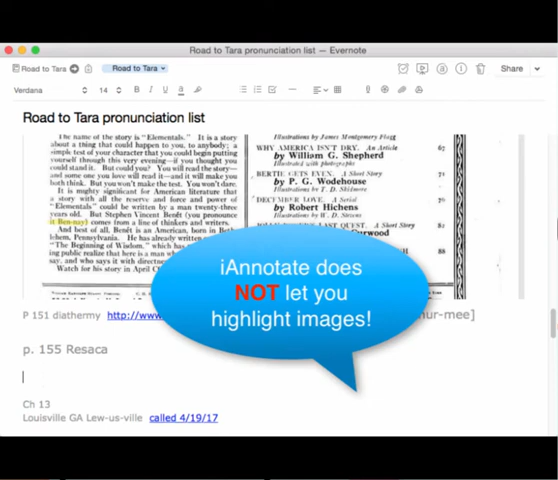 Road to Tara pronunciation list — Evernote
Road to Tara
Road to Tara
Share
Verdana
14
B I U a
Road to Tara pronunciation list
The name of the story is "Elementals." It is a story
about a thing that could happen to you, to anybody; a
simple test of your character that you could begin putting
yourself through this very evening—if you thought you
could stand it. But could you? You will read the story—
and some one you love will read it—and it will make you
both think. But you won't make the test. You won't dare.
It is mighty significant for American literature that
a story with all the reserve and force and power of
"Elementals" could be written by a man twenty-three
years old. But Stephen Vincent Benét (you pronounce
it Ben-nay) comes from a line of thinkers and writers.
And best of all, Benét is an American, born in Beth
lehem, Pennsylvania. He has already written
"The Beginning of Wisdom," which has
ing public realize that here is a man
say, and who says it with directness
Watch for his story in April
Illustrations by James Montgomery Flagg
WHY AMERICA ISN'T DRY. An Article 67
by William G. Shepherd
Illustrated with photographs
BERTIE GETS EVEN. A Short Story 71
by P. G. Wodehouse
Illustrations by T. D. Skidmore
DECEMBER LOVE. A Serial
by Robert Hichens
LAST QUEST. A Short Story 82
Curwood
iAnnotate does
NOT let you
highlight images!
P 151 diathermy http://www.
p. 155 Resaca
Ch 13
Louisville GA Lew-us-ville called 4/19/17